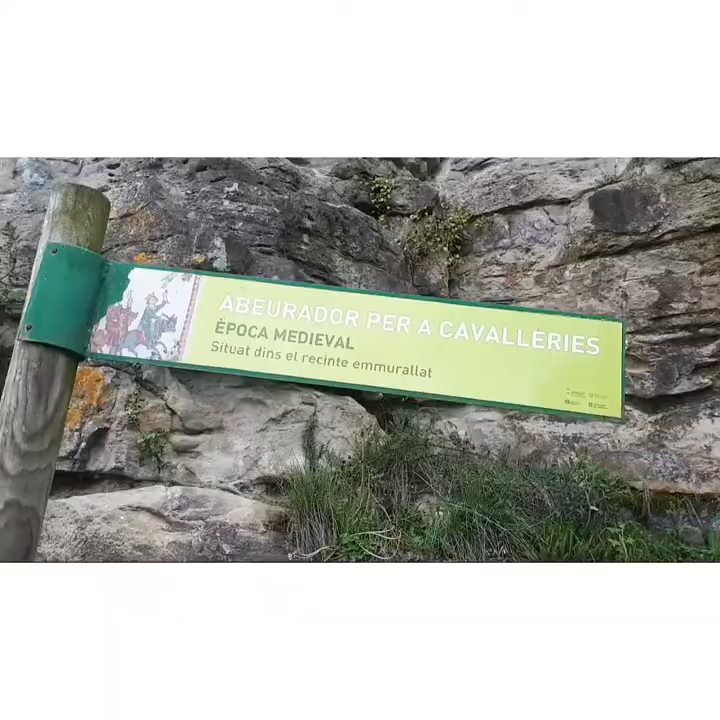 ABEURADOR PER A CAVALLERIES
ÈPOCA MEDIEVAL
Situat dins el recinte emmurallat